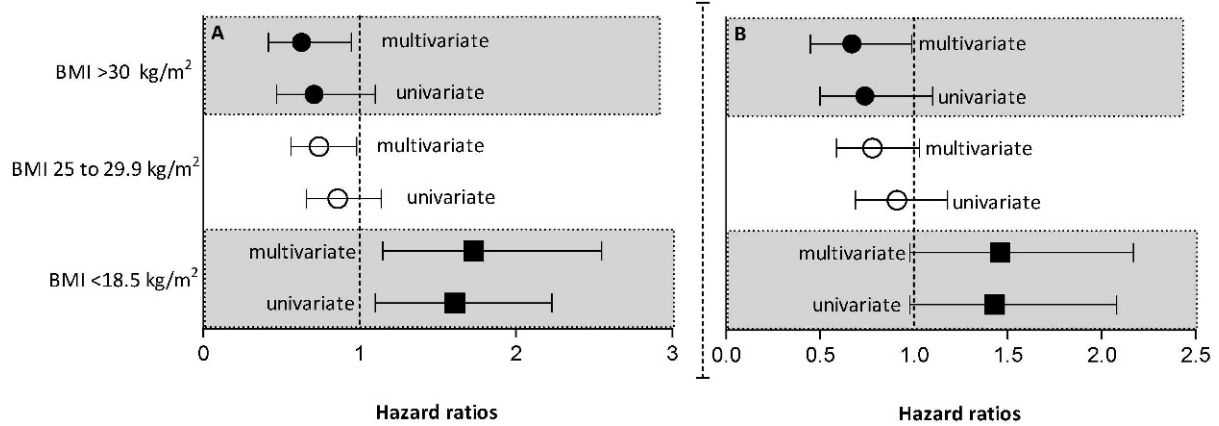 A
B
BMI >30 kg/m²
multivariate
multivariate
univariate
univariate
BMI 25 to 29.9 kg/m²
multivariate
multivariate
univariate
univariate
BMI <18.5 kg/m²
multivariate
multivariate
univariate
univariate
0 1 2 3
0.0 0.5 1.0 1.5 2.0 2.5
Hazard ratios
Hazard ratios